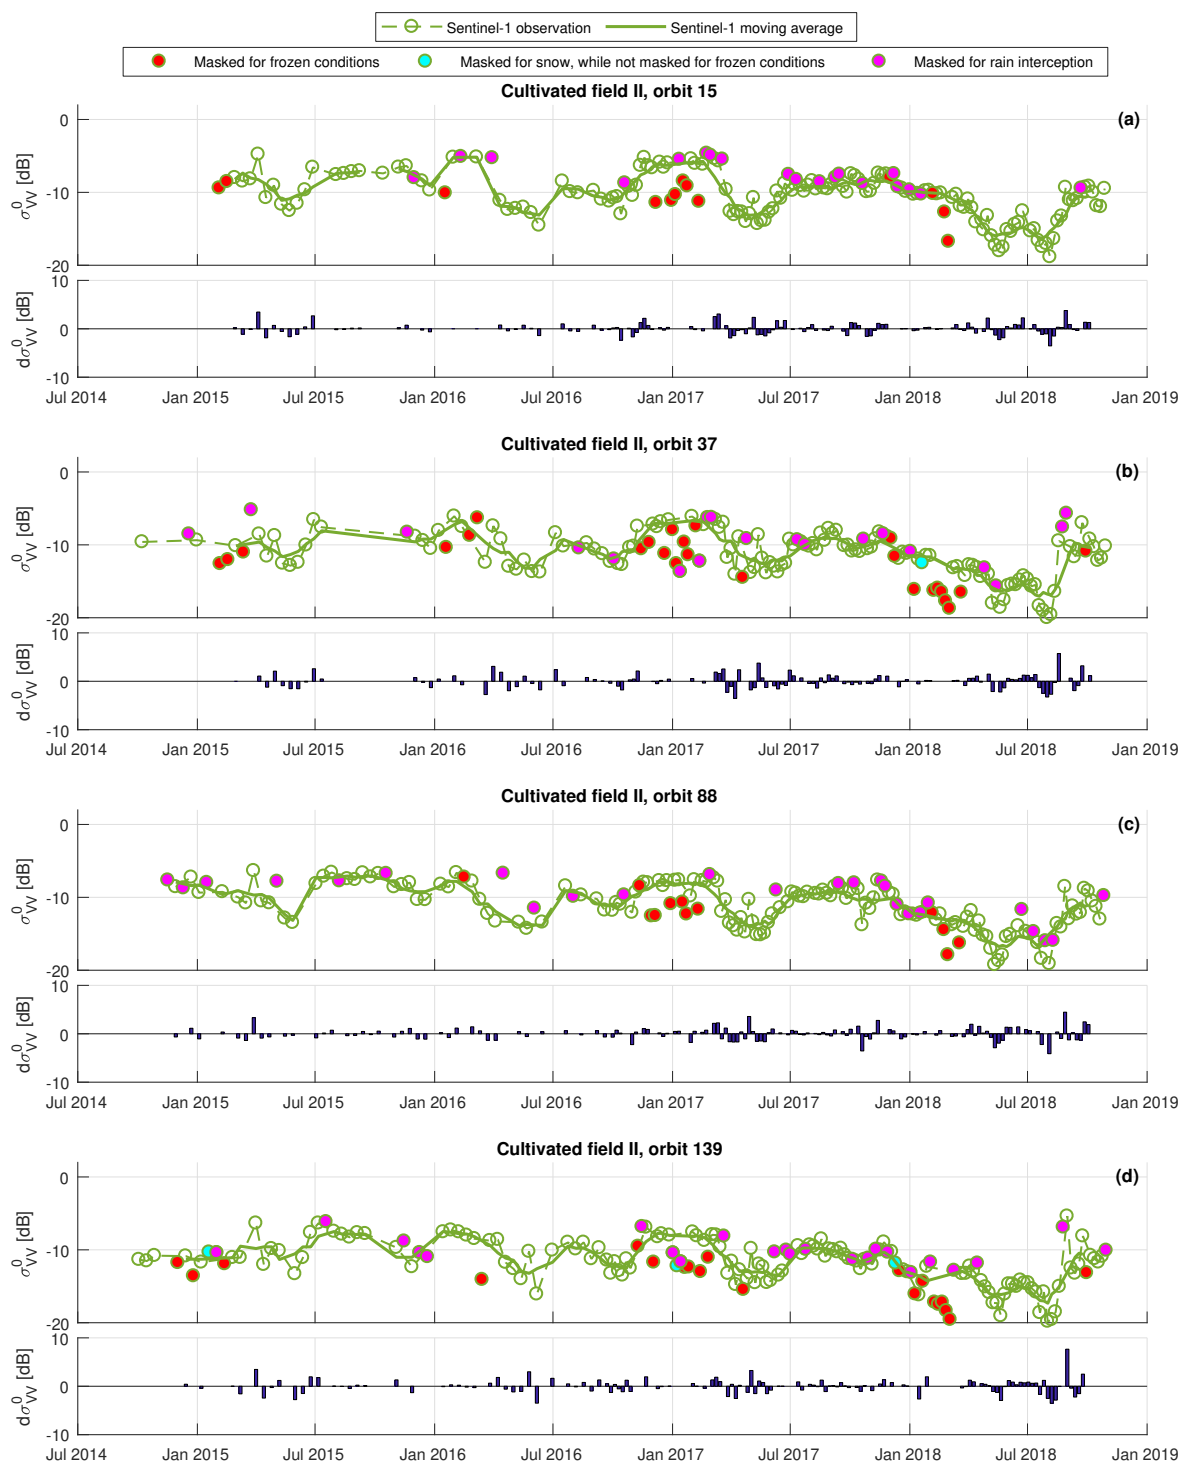 Sentinel-1 observation Sentinel-1 moving average
Masked for frozen conditions Masked for snow, while not masked for frozen conditions Masked for rain interception
Cultivated field II, orbit 15
(a)
0
-10
-20
σ⁰VV [dB]
10
0
-10
dσ⁰VV [dB]
Jul 2014 Jan 2015 Jul 2015 Jan 2016 Jul 2016 Jan 2017 Jul 2017 Jan 2018 Jul 2018 Jan 2019
Cultivated field II, orbit 37
(b)
0
-10
-20
σ⁰VV [dB]
10
0
-10
dσ⁰VV [dB]
Jul 2014 Jan 2015 Jul 2015 Jan 2016 Jul 2016 Jan 2017 Jul 2017 Jan 2018 Jul 2018 Jan 2019
Cultivated field II, orbit 88
(c)
0
-10
-20
σ⁰VV [dB]
10
0
-10
dσ⁰VV [dB]
Jul 2014 Jan 2015 Jul 2015 Jan 2016 Jul 2016 Jan 2017 Jul 2017 Jan 2018 Jul 2018 Jan 2019
Cultivated field II, orbit 139
(d)
0
-10
-20
σ⁰VV [dB]
10
0
-10
dσ⁰VV [dB]
Jul 2014 Jan 2015 Jul 2015 Jan 2016 Jul 2016 Jan 2017 Jul 2017 Jan 2018 Jul 2018 Jan 2019